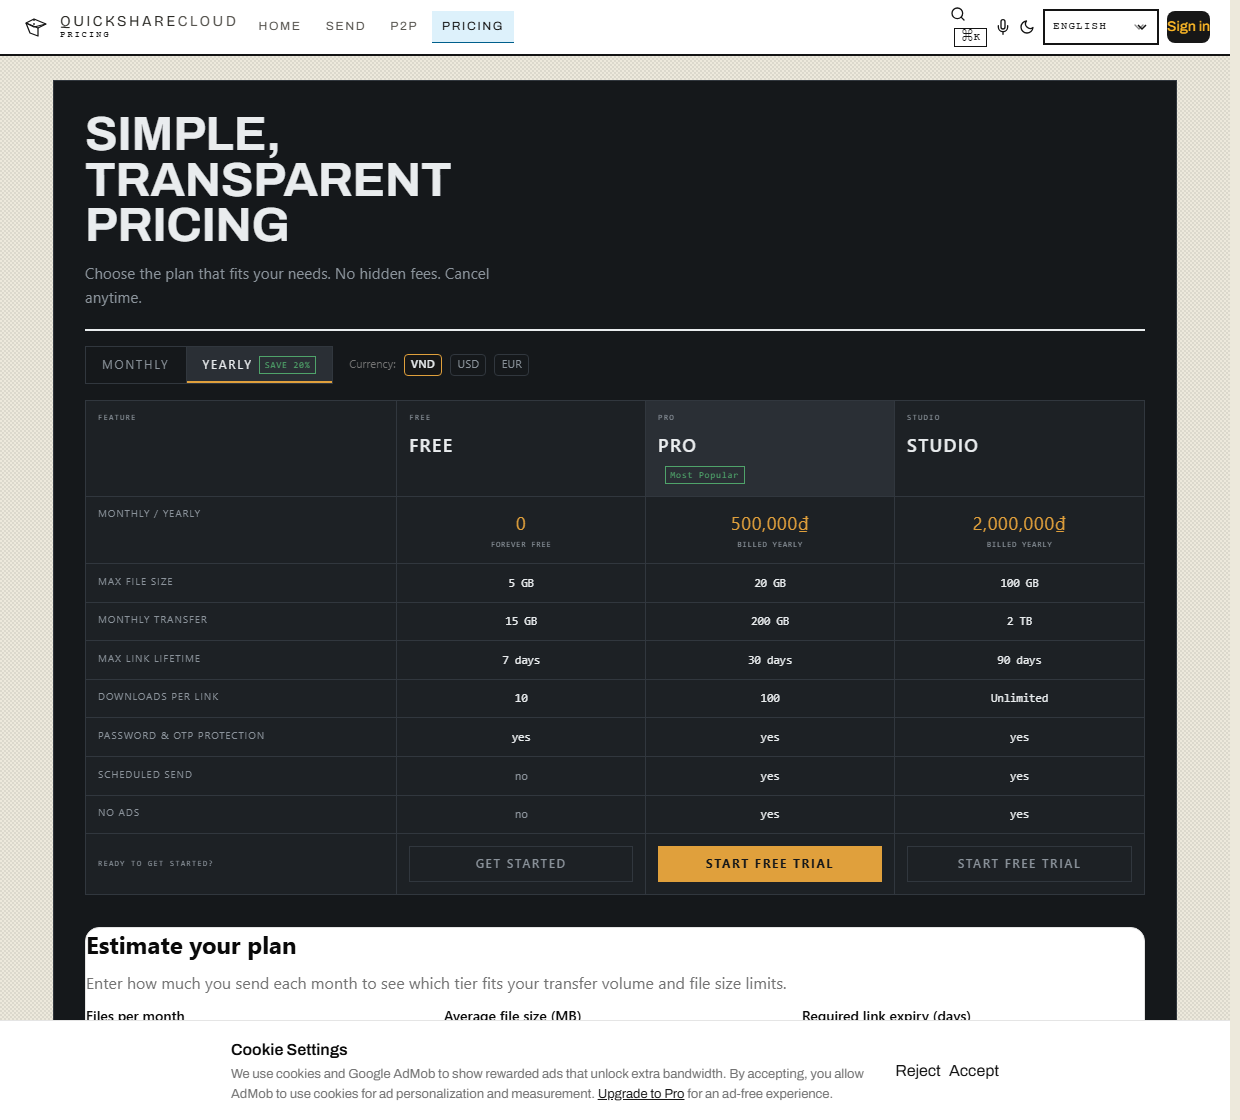 QUICKSHARECLOUD
PRICING
HOME SEND P2P PRICING
⌘K
ENGLISH
Sign in
SIMPLE,
TRANSPARENT
PRICING
Choose the plan that fits your needs. No hidden fees. Cancel
anytime.
MONTHLY YEARLY SAVE 20% Currency: VND USD EUR
FEATURE FREE PRO STUDIO
FREE PRO STUDIO
Most Popular
MONTHLY / YEARLY 0 500,000₫ 2,000,000₫
FOREVER FREE BILLED YEARLY BILLED YEARLY
MAX FILE SIZE 5 GB 20 GB 100 GB
MONTHLY TRANSFER 15 GB 200 GB 2 TB
MAX LINK LIFETIME 7 days 30 days 90 days
DOWNLOADS PER LINK 10 100 Unlimited
PASSWORD & OTP PROTECTION yes yes yes
SCHEDULED SEND no yes yes
NO ADS no yes yes
READY TO GET STARTED? GET STARTED START FREE TRIAL START FREE TRIAL
Estimate your plan
Enter how much you send each month to see which tier fits your transfer volume and file size limits.
Files per month Average file size (MB) Required link expiry (days)
Cookie Settings
We use cookies and Google AdMob to show rewarded ads that unlock extra bandwidth. By accepting, you allow
AdMob to use cookies for ad personalization and measurement. Upgrade to Pro for an ad-free experience.
Reject Accept